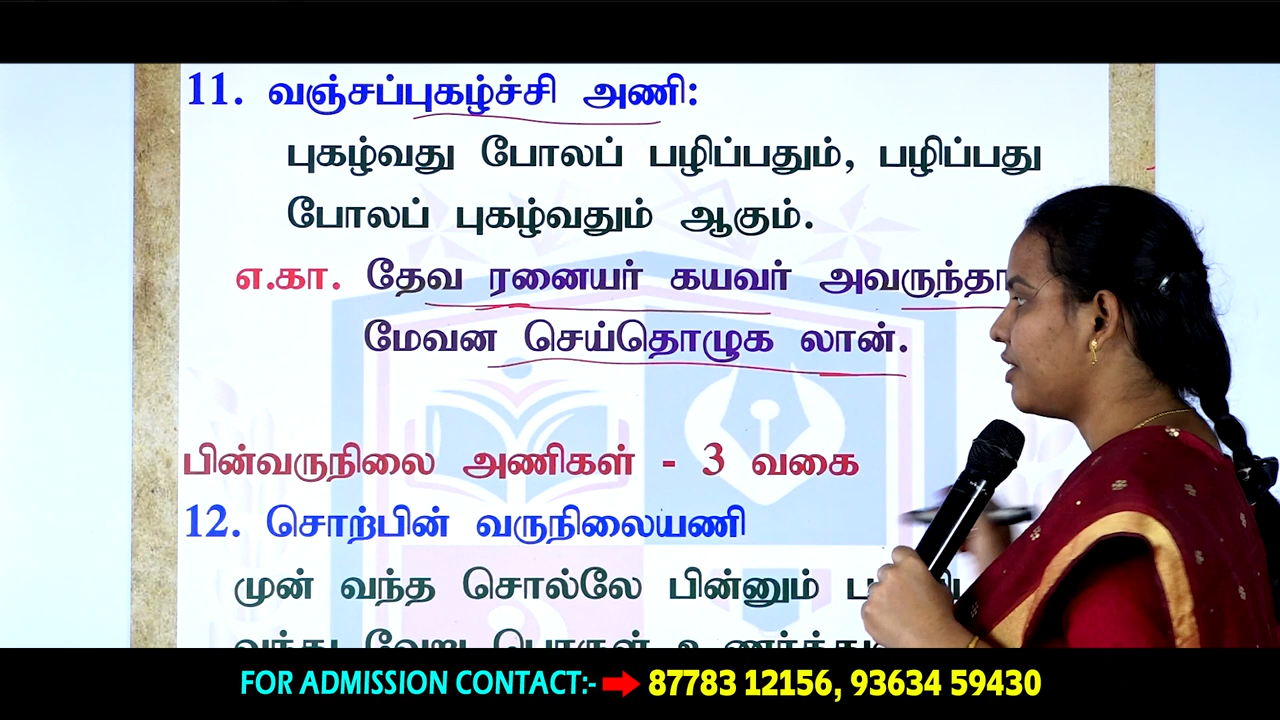 11. வஞ்சப்புகழ்ச்சி அணி:
புகழ்வது போலப் பழிப்பதும், பழிப்பது
போலப் புகழ்வதும் ஆகும்.
எ.கா. தேவ ரனையர் கயவர்
மேவன செய்தொழுக லான்.
பின்வருநிலை அணிகள் - 3 வகை
12. சொற்பின் வருநிலையணி
முன் வந்த சொல்லே பின்னும்
FOR ADMISSION CONTACT:- 87783 12156, 93634 59430